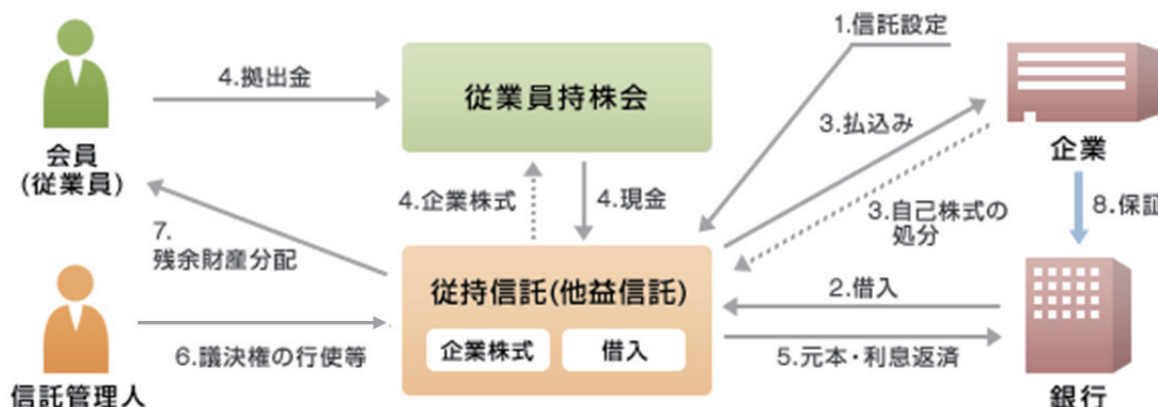 1.信託設定
4.拠出金
従業員持株会
3.払込み
会員
(従業員)
企業
4.企業株式
4.現金
3.自己株式の
処分
8.保証
7.
残余財産分配
従持信託(他益信託)
2.借入
企業株式
借入
6.議決権の行使等
5.元本・利息返済
信託管理人
銀行